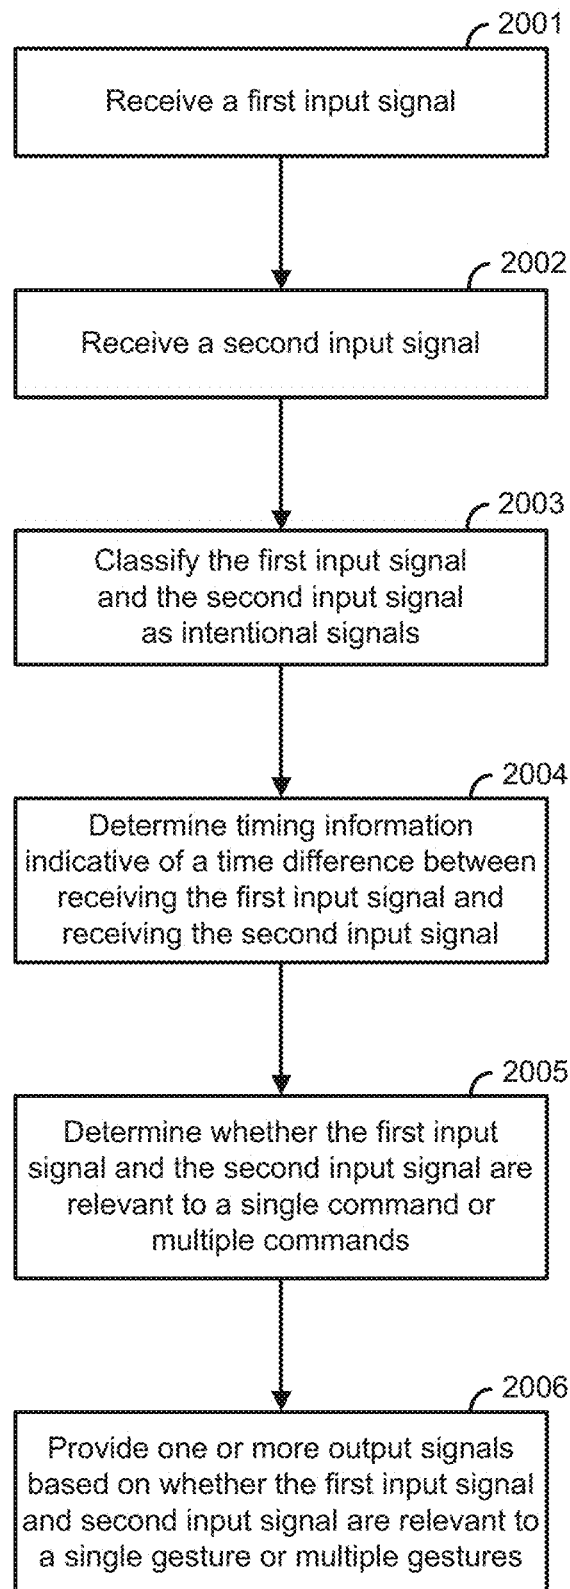 2001
Receive a first input signal
2002
Receive a second input signal
2003
Classify the first input signal
and the second input signal
as intentional signals
2004
Determine timing information
indicative of a time difference between
receiving the first input signal and
receiving the second input signal
2005
Determine whether the first input
signal and the second input signal are
relevant to a single command or
multiple commands
2006
Provide one or more output signals
based on whether the first input signal
and second input signal are relevant to
a single gesture or multiple gestures